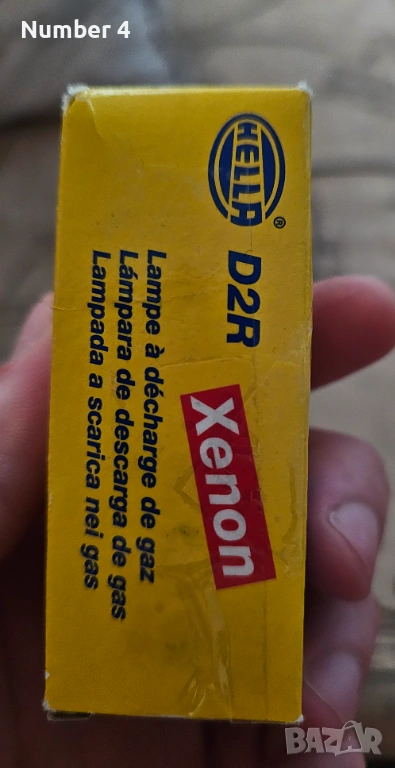 Number 4
HELLA®
D2R
Xenon
Lampe à décharge de gaz
Lámpara de descarga de gas
Lampada a scarica nei gas
BAZAR